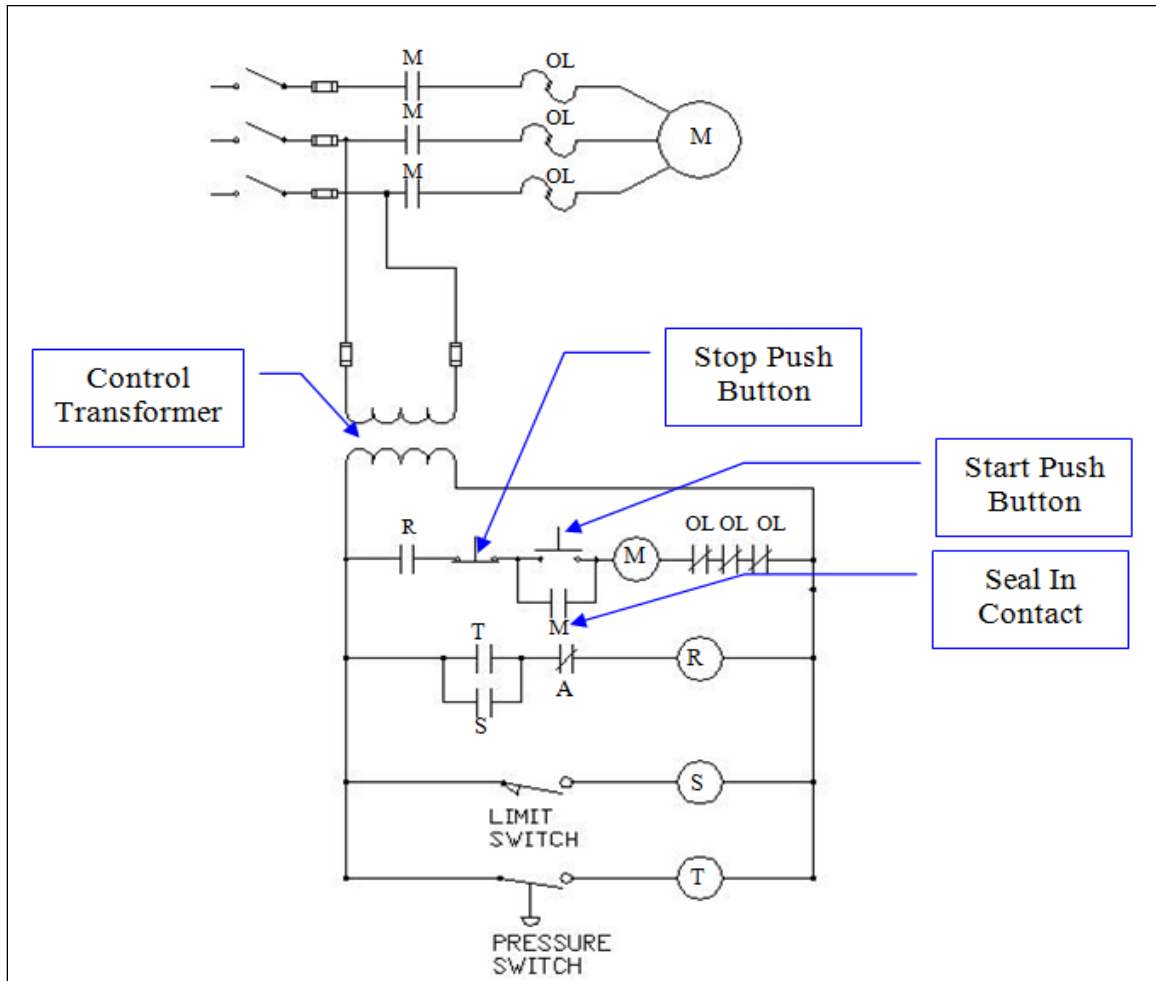 M
OL
M
OL
M
M
OL
Control
Transformer
Stop Push
Button
Start Push
Button
R
M
OL OL OL
Seal In
Contact
M
T
R
A
S
S
LIMIT
SWITCH
T
PRESSURE
SWITCH